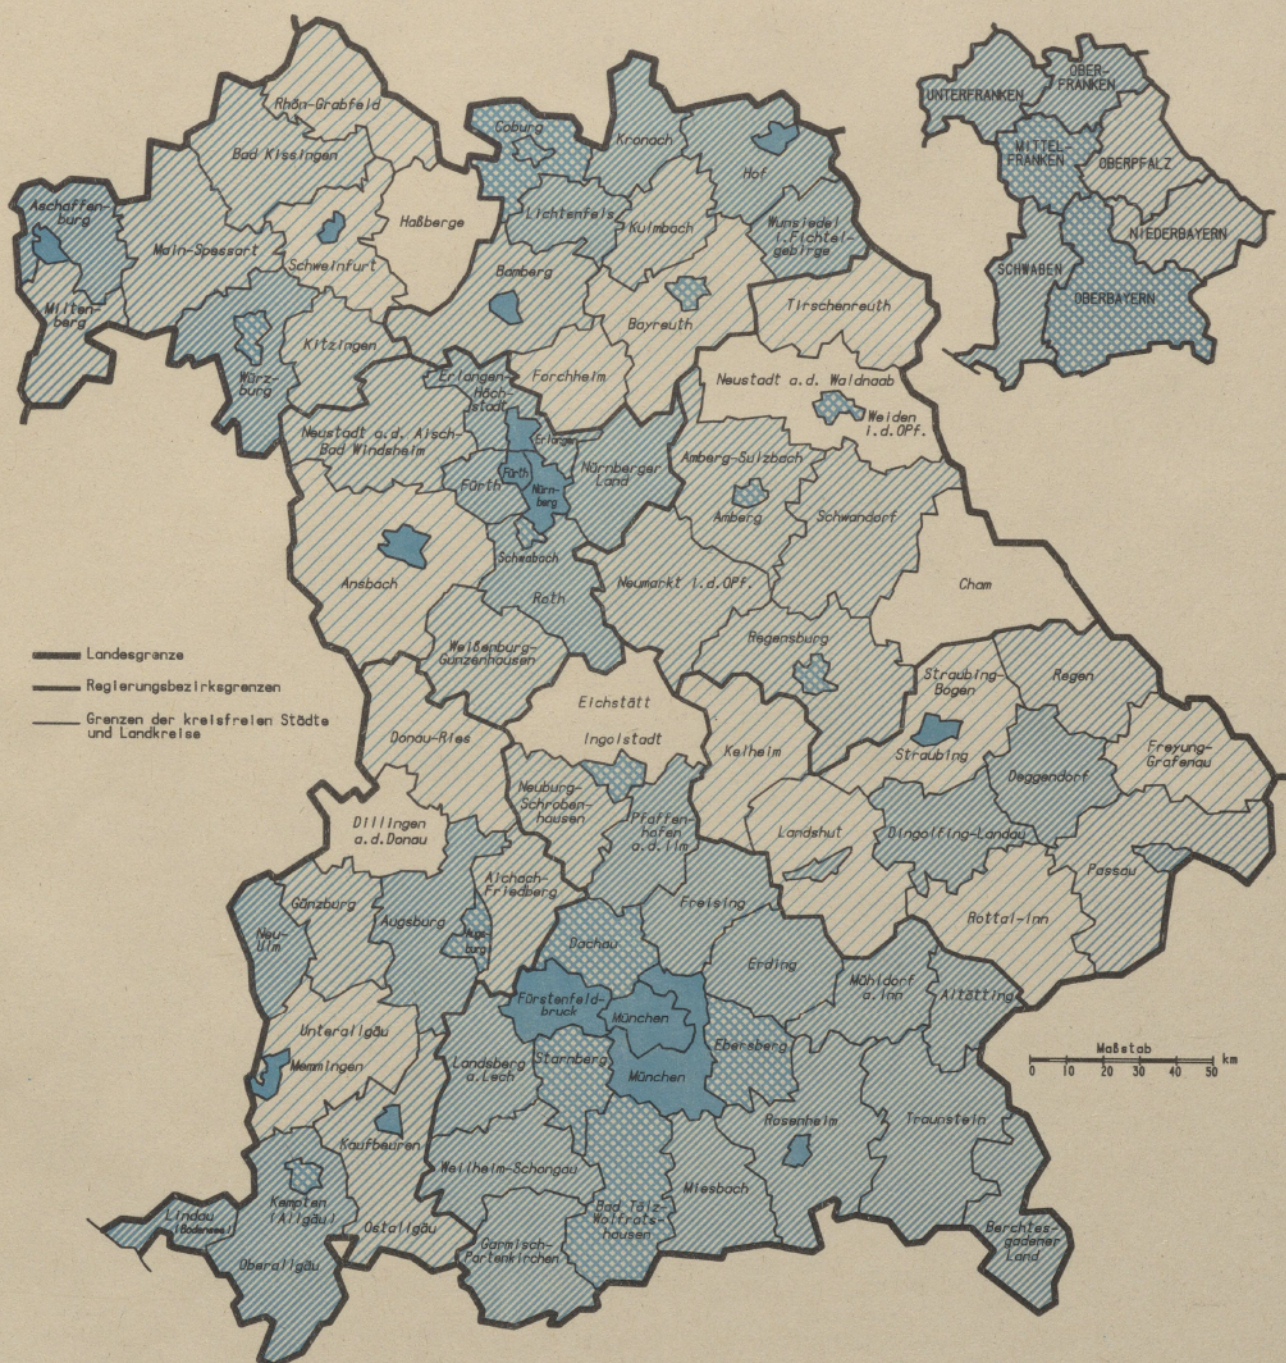 Rhön-Grabfeld
Bad Kissingen
Aschaffen-
burg
Main-Spessart
Schweinfurt
Haßberge
Milten-
berg
Würz-
burg
Kitzingen
Coburg
Kronach
Hof
Lichtenfels
Kulmbach
Wunsiedel
i.Fichtel-
gebirge
Bamberg
Bayreuth
Forchheim
Tirschenreuth
Neustadt a.d. Waldnaab
Weiden
i.d.OPf.
Erlangen-
Höch-
stadt
Erlangen
Neustadt a.d. Aisch-
Bad Windsheim
Fürth
Fürth
Nürn-
berg
Nürnberger
Land
Schwabach
Ansbach
Roth
Weißenburg-
Gunzenhausen
Amberg-Sulzbach
Amberg
Schwandorf
Neumarkt i.d.OPf.
Cham
Regensburg
Straubing-
Bogen
Straubing
Regen
Freyung-
Grafenau
Deggendorf
Kelheim
Landshut
Dingolfing-Landau
Passau
Rottal-Inn
Eichstätt
Ingolstadt
Neuburg-
Schroben-
hausen
Pfaffen-
hofen
a.d.Ilm
Donau-Ries
Dillingen
a.d.Donau
Günzburg
Neu-
Ulm
Augsburg
Augs-
burg
Aichach-
Friedberg
Unterallgäu
Memmingen
Kaufbeuren
Ostallgäu
Kempten
(Allgäu)
Lindau
(Bodensee)
Oberallgäu
Freising
Dachau
Erding
Mühldorf
a.Inn
Altötting
Fürstenfeld-
bruck
München
München
Ebersberg
Landsberg
a.Lech
Starnberg
Weilheim-Schongau
Garmisch-
Partenkirchen
Bad Tölz-
Wolfrats-
hausen
Miesbach
Rosenheim
Traunstein
Berchtes-
gadener
Land
UNTERFRANKEN
OBER-
FRANKEN
MITTEL-
FRANKEN
OBERPFALZ
NIEDERBAYERN
SCHWABEN
OBERBAYERN
Landesgrenze
Regierungsbezirksgrenzen
Grenzen der kreisfreien Städte
und Landkreise
Maßstab
0 10 20 30 40 50 km